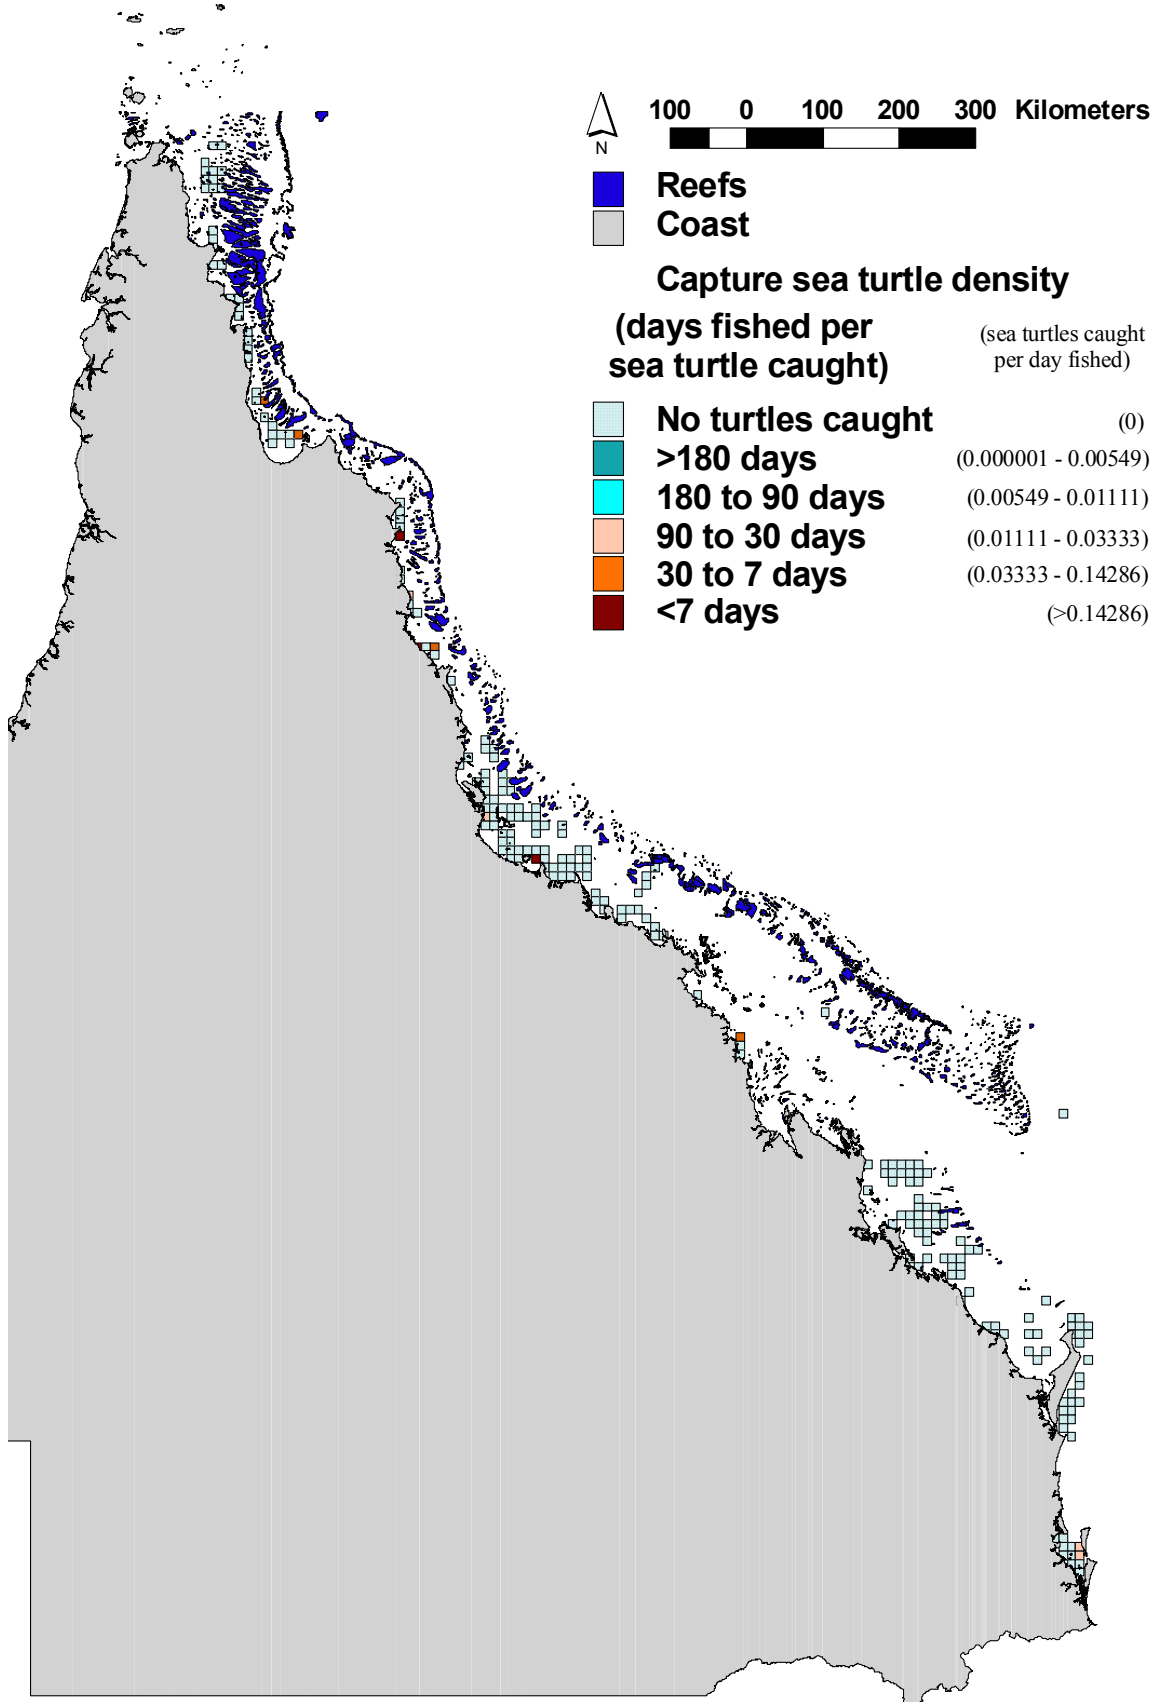 100 0 100 200 300 Kilometers
N
Reefs
Coast
Capture sea turtle density
(days fished per
sea turtle caught)
(sea turtles caught
per day fished)
No turtles caught (0)
>180 days (0.000001 - 0.00549)
180 to 90 days (0.00549 - 0.01111)
90 to 30 days (0.01111 - 0.03333)
30 to 7 days (0.03333 - 0.14286)
<7 days (>0.14286)